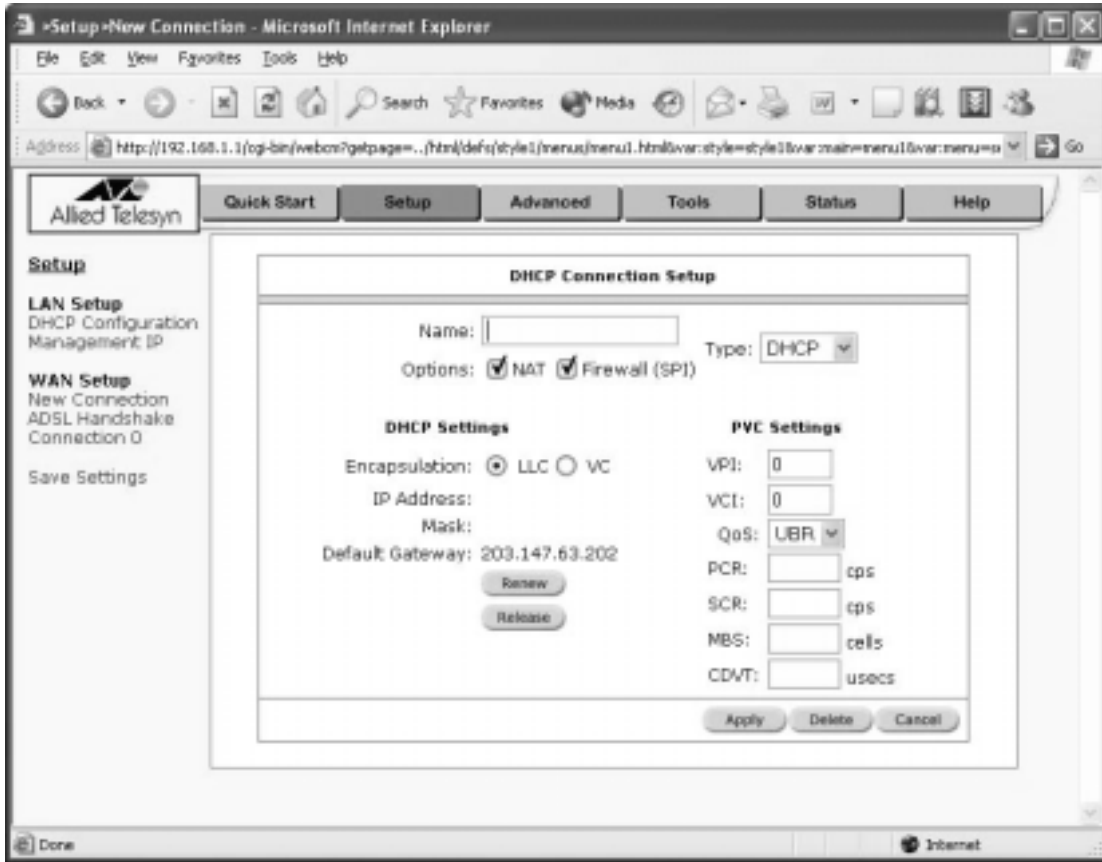 >Setup>New Connection - Microsoft Internet Explorer
File Edit View Favorites Tools Help
Back Search Favorites Media
Address http://192.168.1.1/cgi-bin/webcm?getpage=../html/defs/style1/menus/menu1.html&var:style=style1&var:main=menu1&var:menu=s Go
Allied Telesyn
Quick Start Setup Advanced Tools Status Help
Setup
LAN Setup
DHCP Configuration
Management IP
WAN Setup
New Connection
ADSL Handshake
Connection 0
Save Settings
DHCP Connection Setup
Name:
Type: DHCP
Options: NAT Firewall (SPI)
DHCP Settings
Encapsulation: LLC VC
IP Address:
Mask:
Default Gateway: 203.147.63.202
Renew
Release
PVC Settings
VPI: 0
VCI: 0
QoS: UBR
PCR: cps
SCR: cps
MBS: cells
CDVT: usecs
Apply Delete Cancel
Done Internet